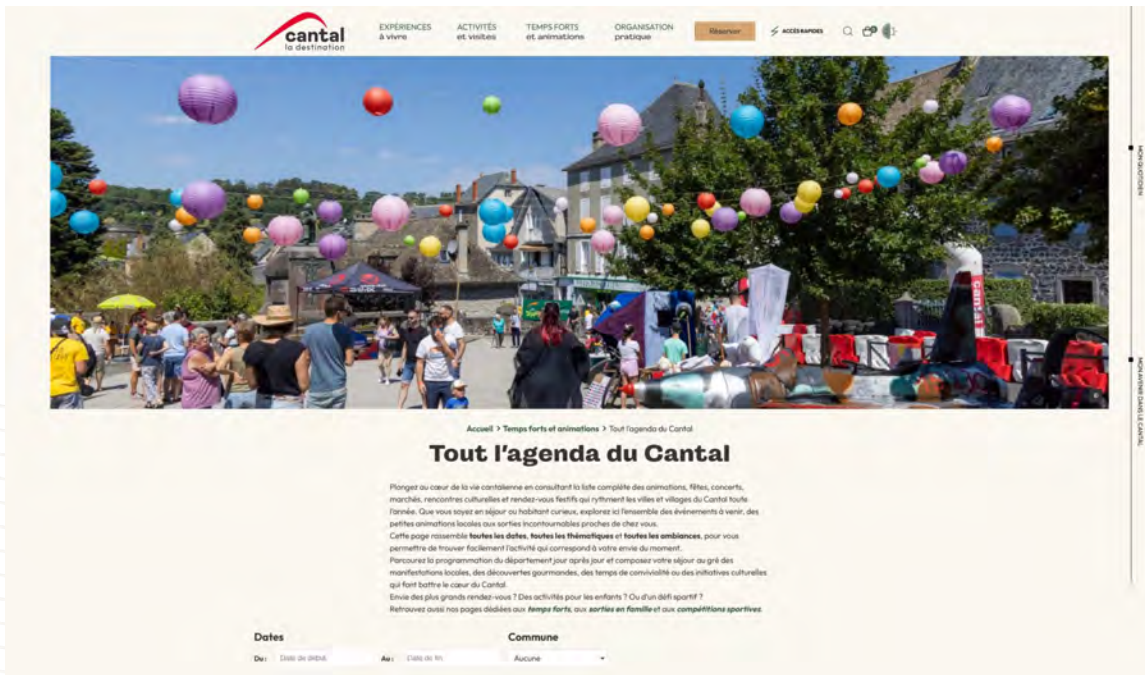 cantal
la destination
EXPÉRIENCES
à vivre
ACTIVITÉS
et visites
TEMPS FORTS
et animations
ORGANISATION
pratique
Réserver
ACCÈS RAPIDES
0
cantal
MON QUOTIDIEN
MON AVENIR DANS LE CANTAL
Accueil > Temps forts et animations > Tout l'agenda du Cantal
Tout l'agenda du Cantal
Plongez au cœur de la vie cantalienne en consultant la liste complète des animations, fêtes, concerts,
marchés, rencontres culturelles et rendez-vous festifs qui rythment les villes et villages du Cantal toute
l'année. Que vous soyez en séjour ou habitant curieux, explorez ici l'ensemble des événements à venir, des
petites animations locales aux sorties incontournables proches de chez vous.
Cette page rassemble toutes les dates, toutes les thématiques et toutes les ambiances, pour vous
permettre de trouver facilement l'activité qui correspond à votre envie du moment.
Parcourez la programmation du département jour après jour et composez votre séjour au gré des
manifestations locales, des découvertes gourmandes, des temps de convivialité ou des initiatives culturelles
qui font battre le cœur du Cantal.
Envie des plus grands rendez-vous ? Des activités pour les enfants ? Ou d'un défi sportif ?
Retrouvez aussi nos pages dédiées aux temps forts, aux sorties en famille et aux compétitions sportives.
Dates
Commune
Du : Date de début
Au : Date de fin
Aucune